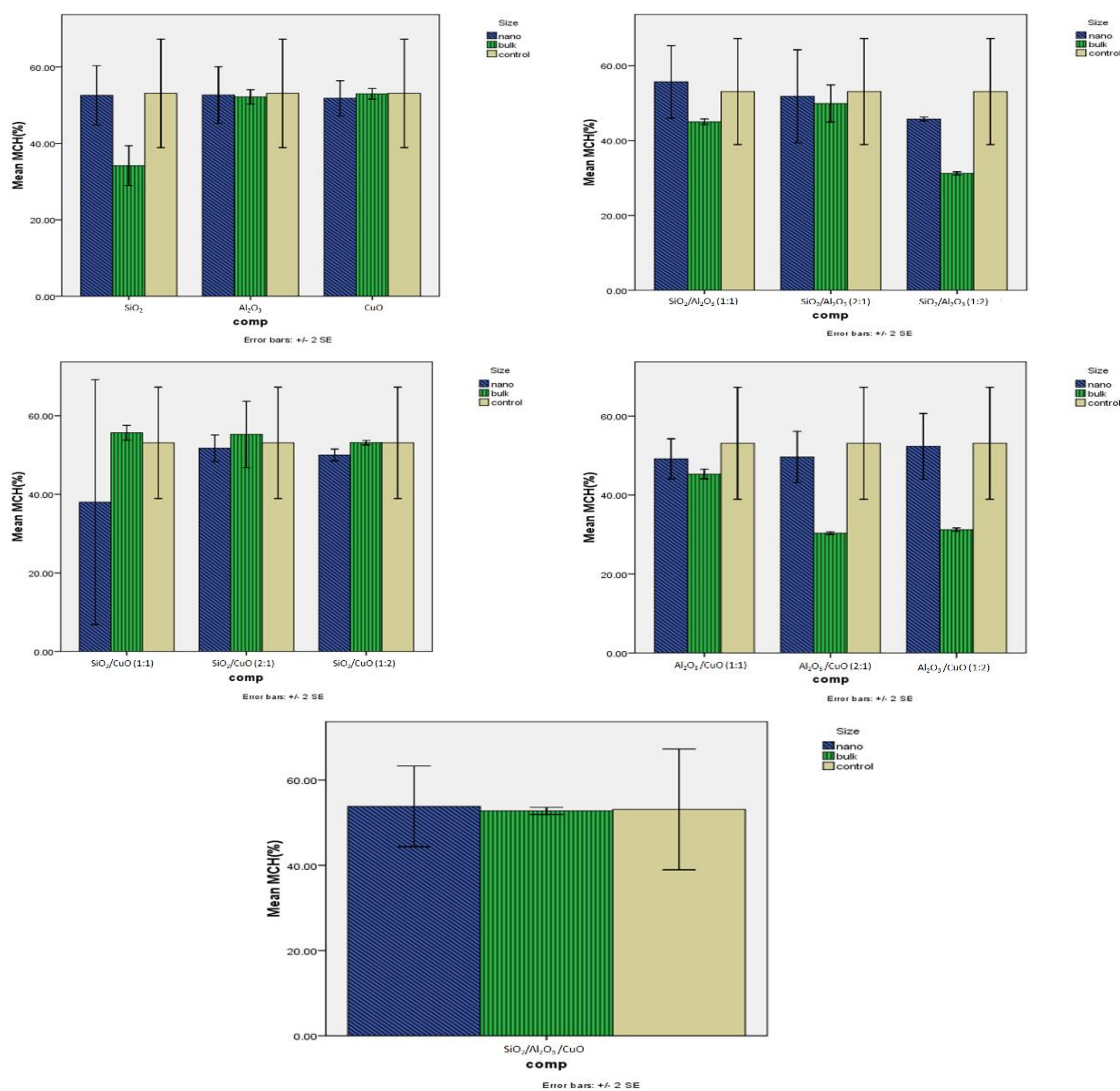 Size
nano
bulk
control
60.00
40.00
20.00
0.00
Mean MCH(%)
SiO₂ Al₂O₃ CuO
comp
Error bars: +/- 2 SE
Size
nano
bulk
control
60.00
40.00
20.00
0.00
Mean MCH(%)
SiO₂/Al₂O₃ (1:1) SiO₂/Al₂O₃ (2:1) SiO₂/Al₂O₃ (1:2)
comp
Error bars: +/- 2 SE
Size
nano
bulk
control
60.00
40.00
20.00
0.00
Mean MCH(%)
SiO₂/CuO (1:1) SiO₂/CuO (2:1) SiO₂/CuO (1:2)
comp
Error bars: +/- 2 SE
Size
nano
bulk
control
60.00
40.00
20.00
0.00
Mean MCH(%)
Al₂O₃/CuO (1:1) Al₂O₃/CuO (2:1) Al₂O₃/CuO (1:2)
comp
Error bars: +/- 2 SE
Size
nano
bulk
control
60.00
40.00
20.00
0.00
Mean MCH(%)
SiO₂/Al₂O₃/CuO
comp
Error bars: +/- 2 SE